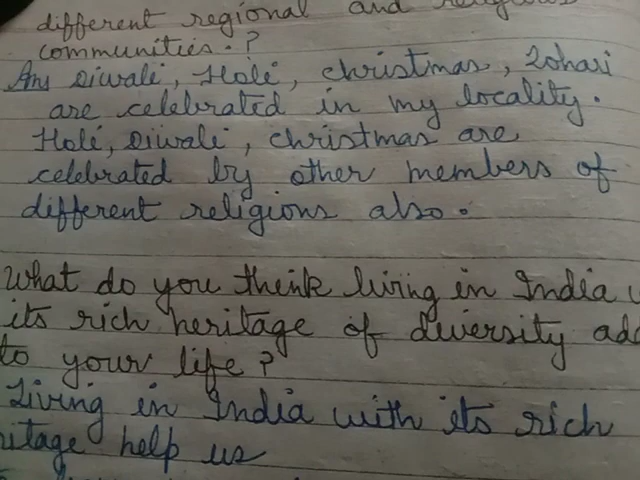 different regional and religious
communities.?
Ans Diwali, Holi, christmas, Lohari
are celebrated in my locality.
Holi, Diwali, christmas are
celebrated by other members of
different religions also.
What do you think living in India
its rich heritage of diversity add
to your life?
Living in India with its rich
itage help us